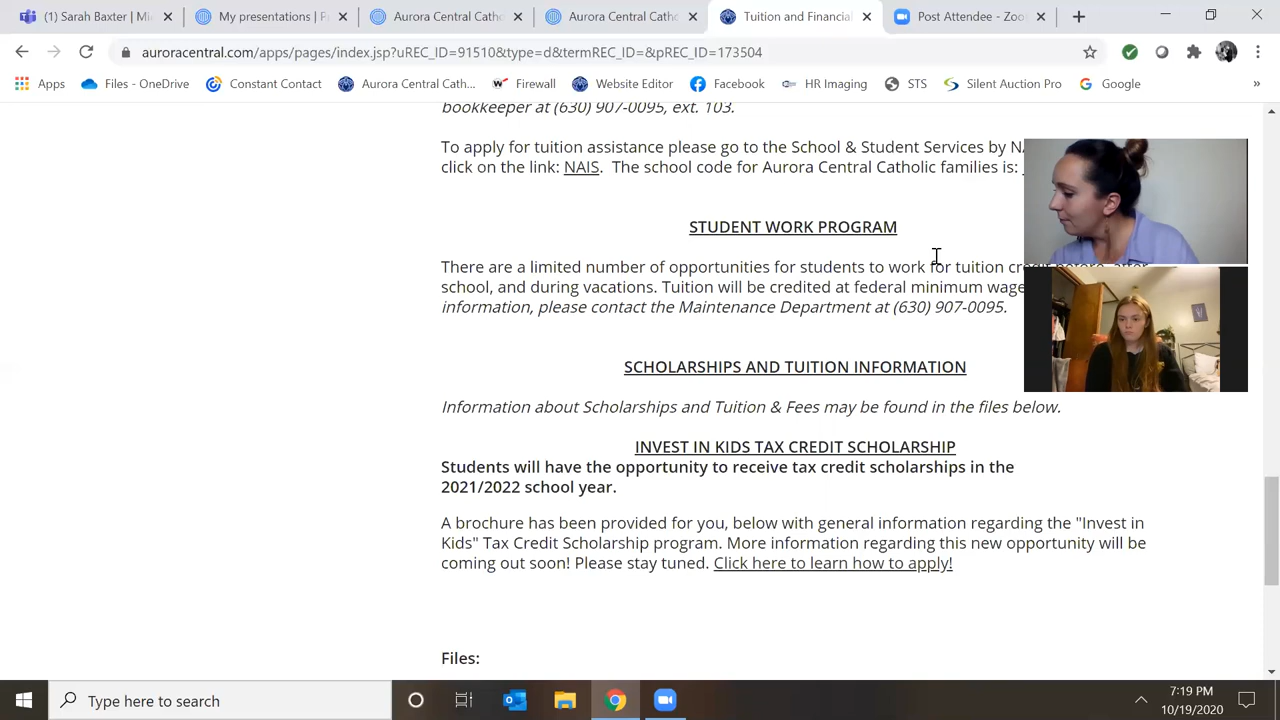 (1) Sarah Baxter | Mi
My presentations | P
Aurora Central Cath
Aurora Central Cath
Tuition and Financial
Post Attendee - Zoo
auroracentral.com/apps/pages/index.jsp?uREC_ID=91510&type=d&termREC_ID=&pREC_ID=173504
Apps
Files - OneDrive
Constant Contact
Aurora Central Cath...
Firewall
Website Editor
Facebook
HR Imaging
STS
Silent Auction Pro
Google
»
bookkeeper at (630) 907-0095, ext. 103.
To apply for tuition assistance please go to the School & Student Services by NA
click on the link: NAIS. The school code for Aurora Central Catholic families is:
STUDENT WORK PROGRAM
There are a limited number of opportunities for students to work for tuition credit before, after
school, and during vacations. Tuition will be credited at federal minimum wage
information, please contact the Maintenance Department at (630) 907-0095.
SCHOLARSHIPS AND TUITION INFORMATION
Information about Scholarships and Tuition & Fees may be found in the files below.
INVEST IN KIDS TAX CREDIT SCHOLARSHIP
Students will have the opportunity to receive tax credit scholarships in the
2021/2022 school year.
A brochure has been provided for you, below with general information regarding the "Invest in
Kids" Tax Credit Scholarship program. More information regarding this new opportunity will be
coming out soon! Please stay tuned. Click here to learn how to apply!
Files:
Type here to search
7:19 PM
10/19/2020